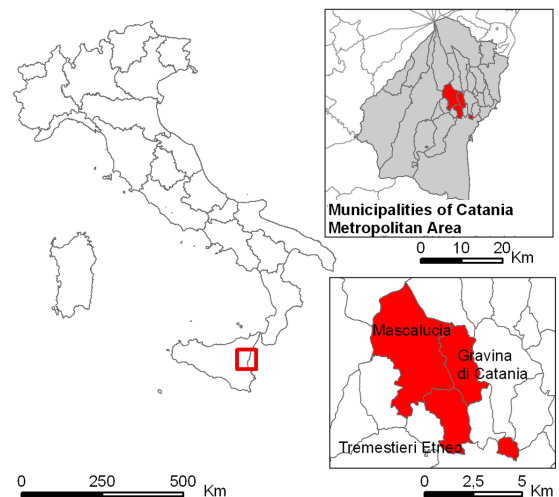 Municipalities of Catania
Metropolitan Area
0 10 20 Km
Mascalucia
Gravina
di Catania
Tremestieri Etneo
0 250 500 Km
0 2,5 5 Km